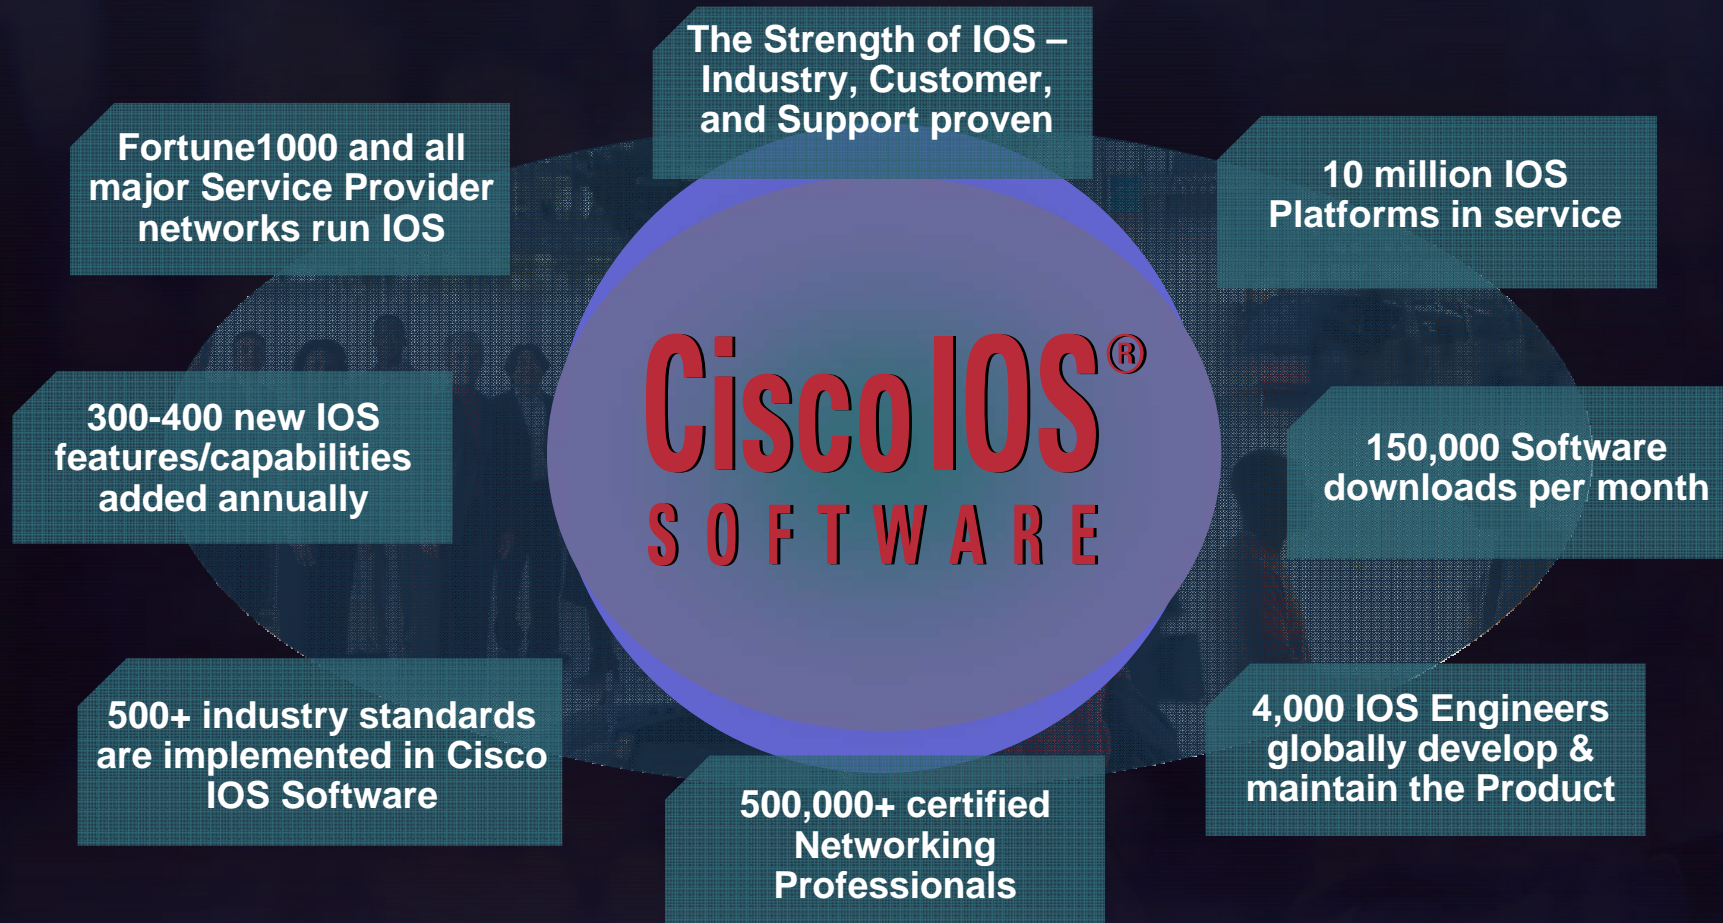 The Strength of IOS –
Industry, Customer,
and Support proven
Fortune1000 and all
major Service Provider
networks run IOS
10 million IOS
Platforms in service
Cisco IOS®
SOFTWARE
300-400 new IOS
features/capabilities
added annually
150,000 Software
downloads per month
500+ industry standards
are implemented in Cisco
IOS Software
4,000 IOS Engineers
globally develop &
maintain the Product
500,000+ certified
Networking
Professionals